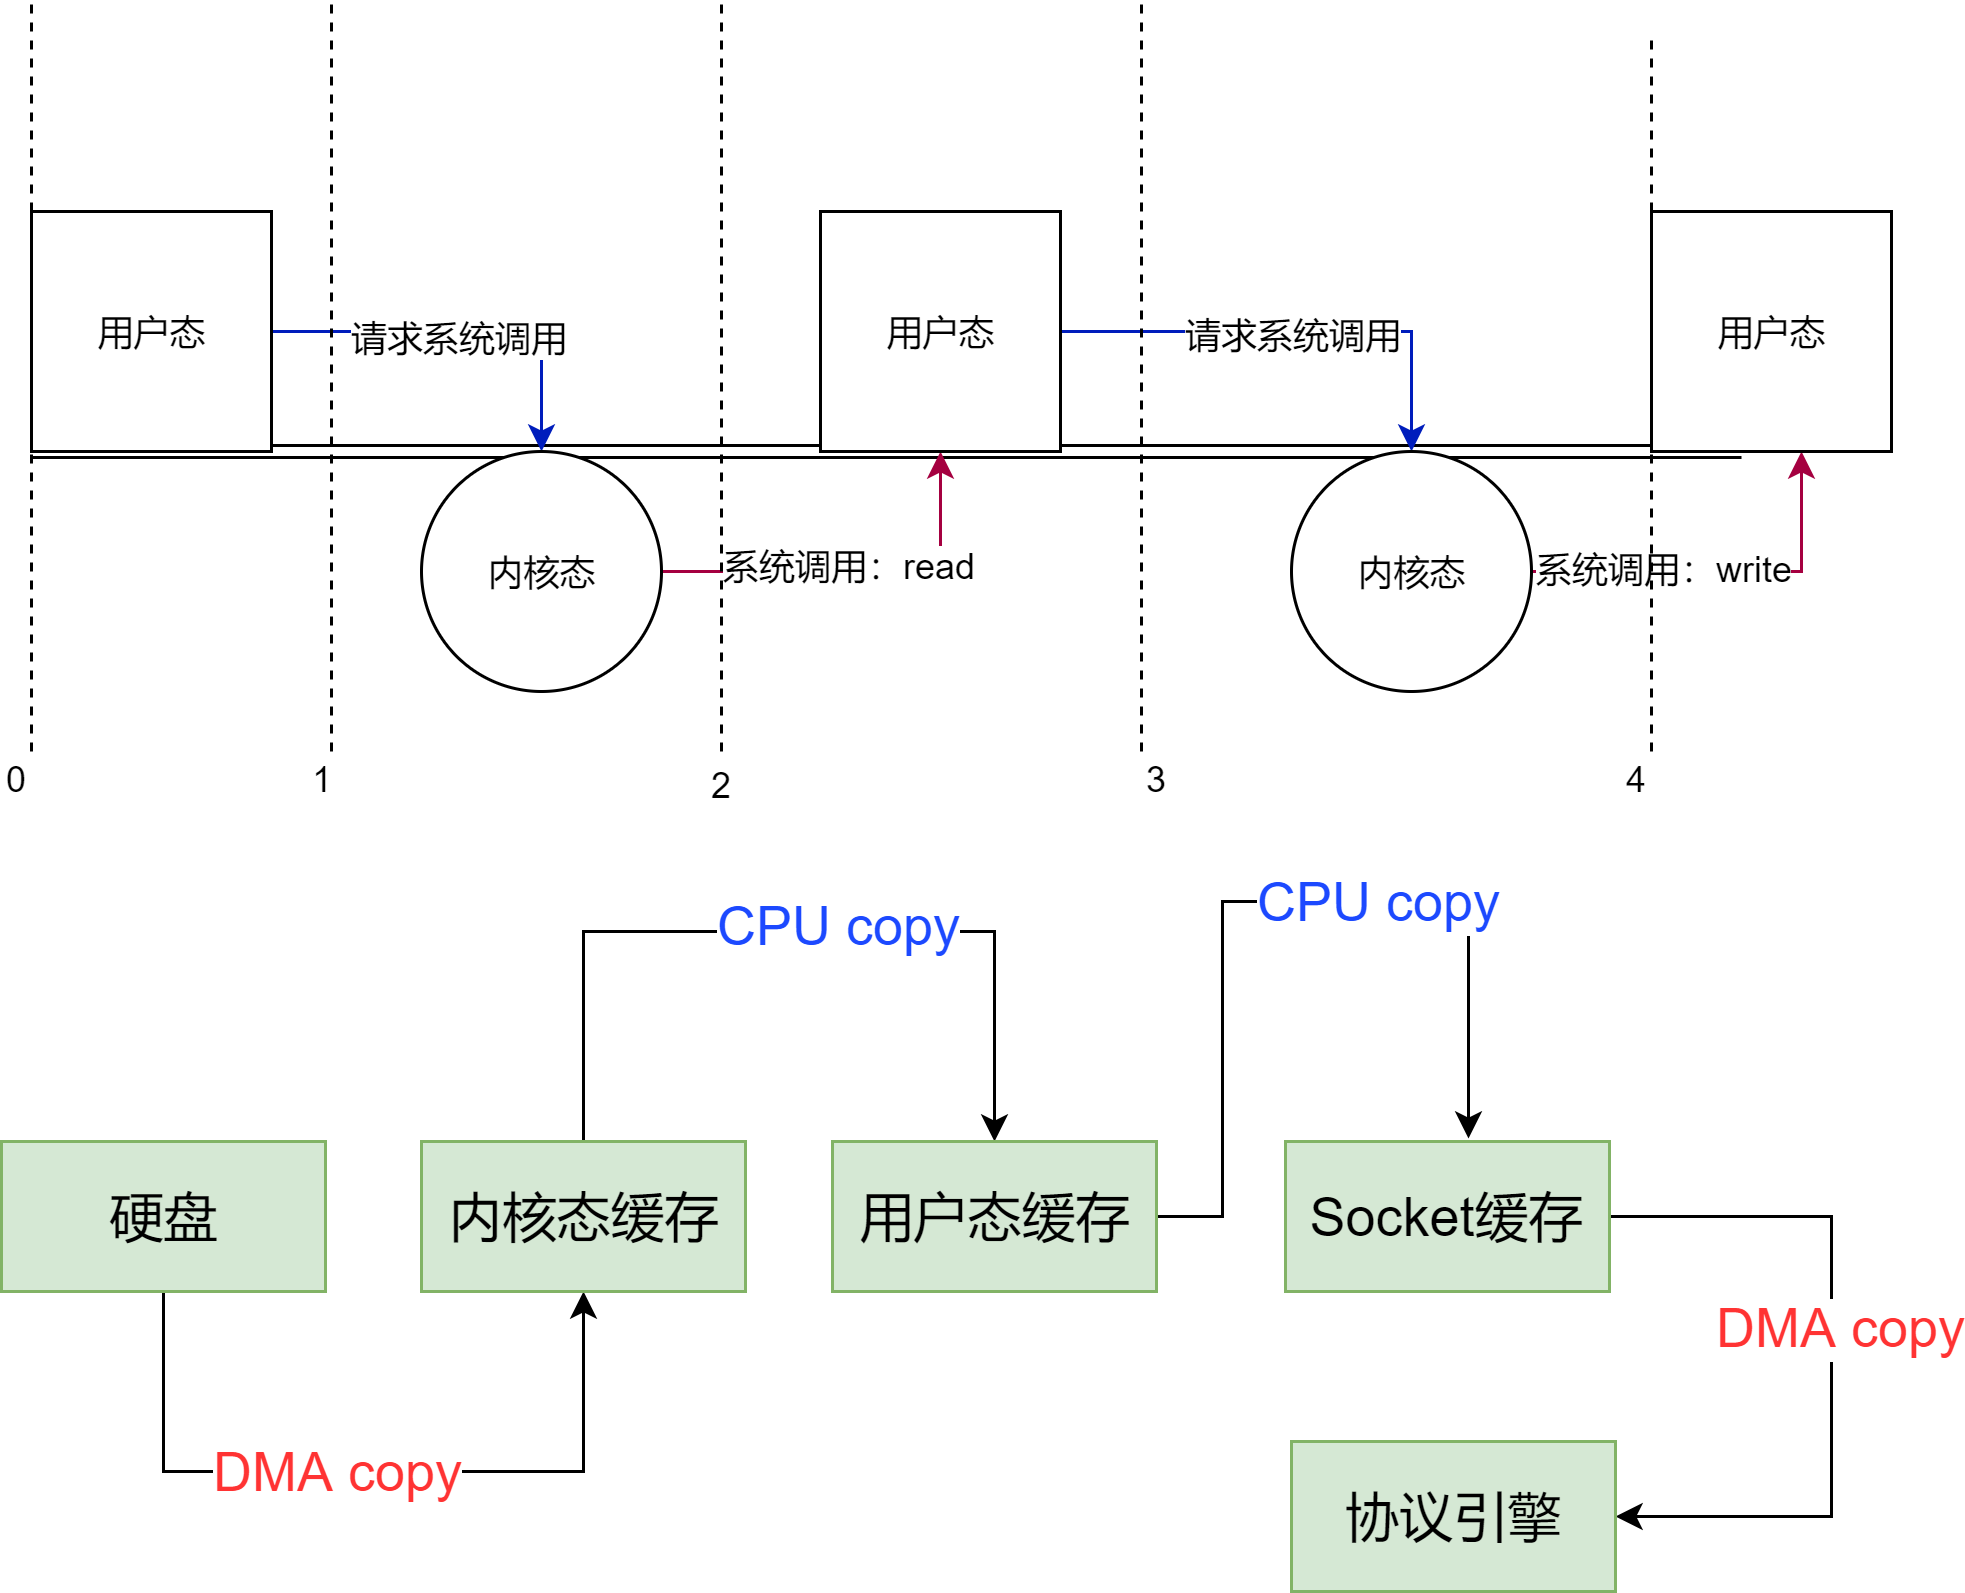 用户态
用户态
用户态
请求系统调用
请求系统调用
内核态
系统调用：read
内核态
系统调用：write
0
1
2
3
4
CPU copy
CPU copy
硬盘
内核态缓存
用户态缓存
Socket缓存
DMA copy
DMA copy
协议引擎